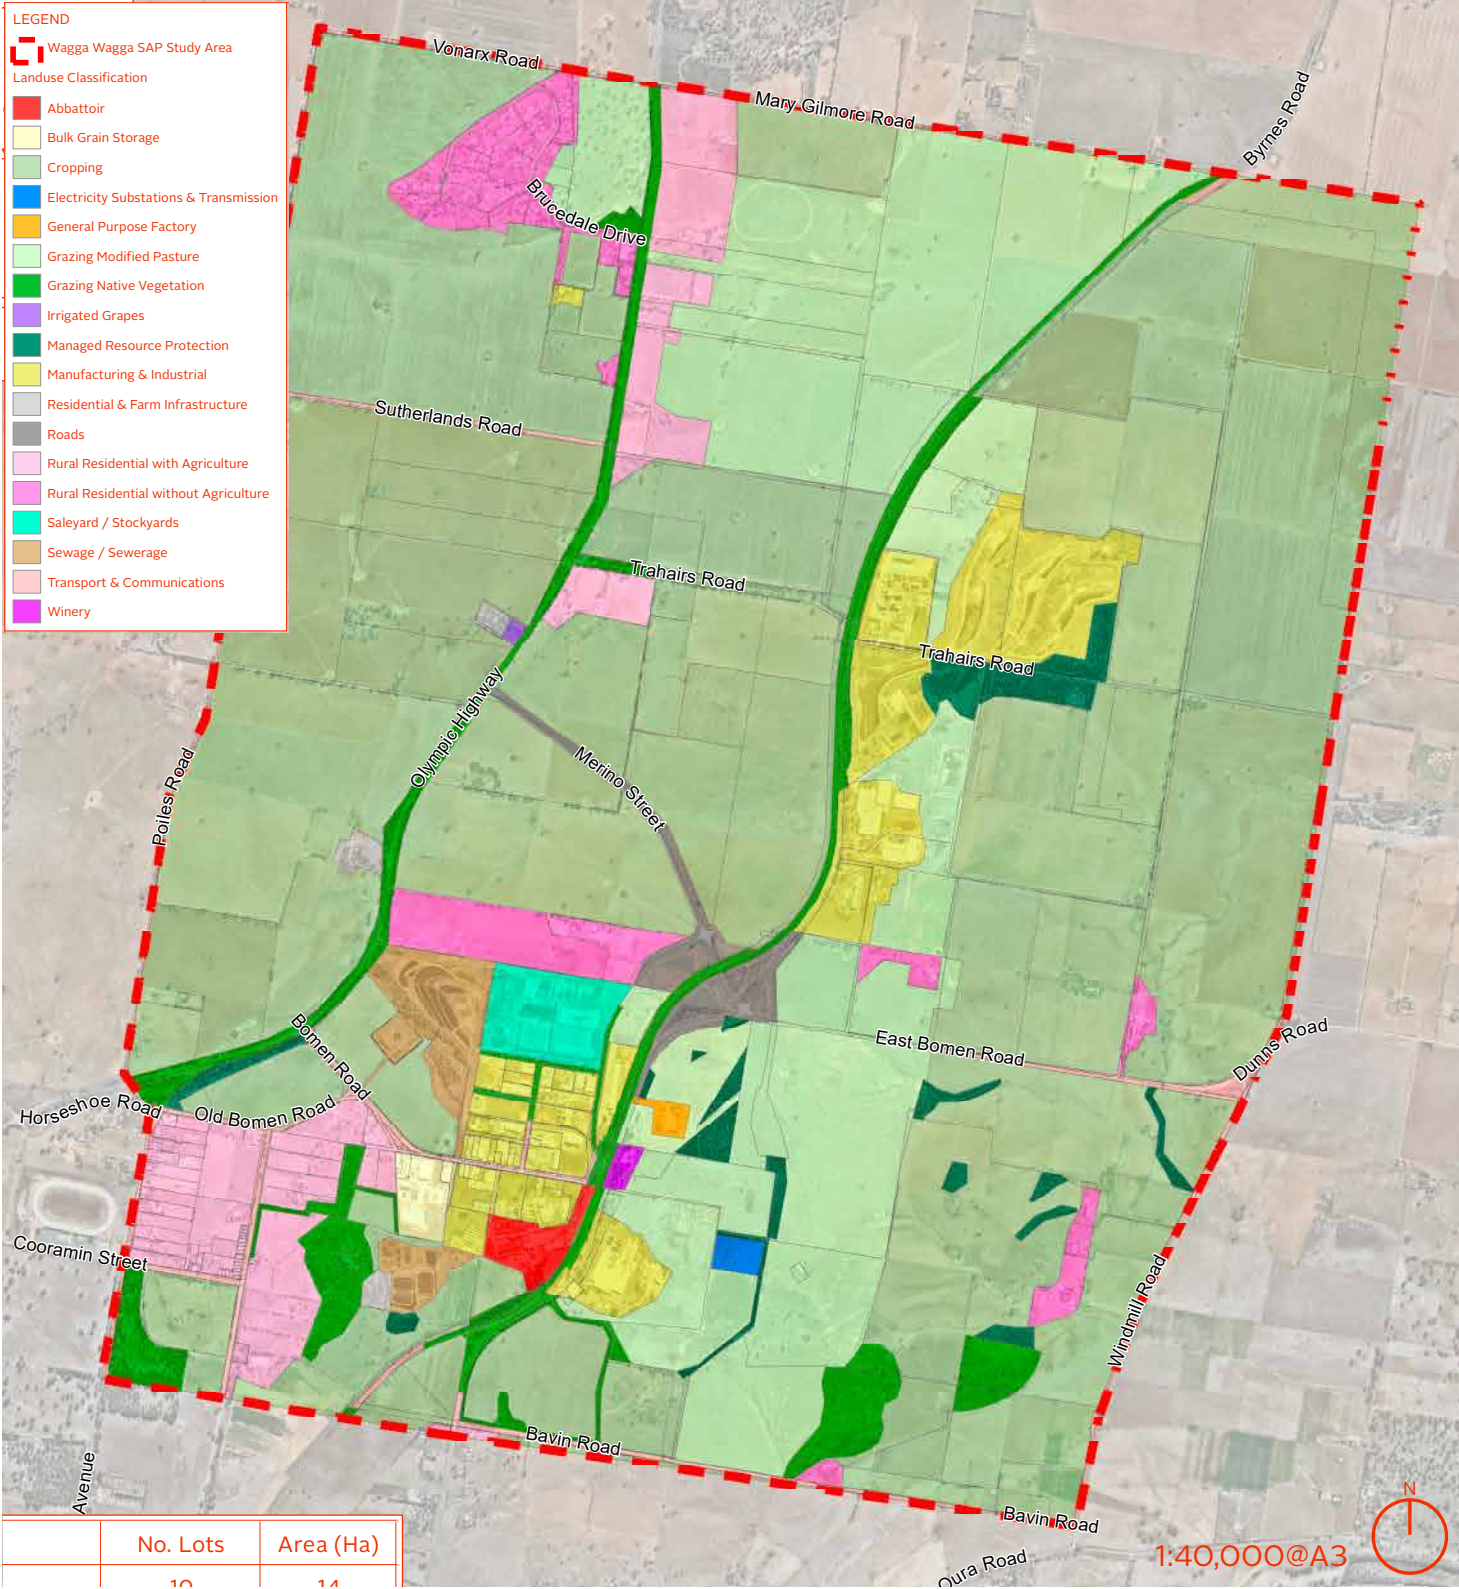 LEGEND
Wagga Wagga SAP Study Area
Landuse Classification
Abbattoir
Bulk Grain Storage
Cropping
Electricity Substations & Transmission
General Purpose Factory
Grazing Modified Pasture
Grazing Native Vegetation
Irrigated Grapes
Managed Resource Protection
Manufacturing & Industrial
Residential & Farm Infrastructure
Roads
Rural Residential with Agriculture
Rural Residential without Agriculture
Saleyard / Stockyards
Sewage / Sewerage
Transport & Communications
Winery
Vonarx Road
Mary Gilmore Road
Byrnes Road
Brucedale Drive
Sutherlands Road
Trahairs Road
Trahairs Road
Olympic Highway
Merino Street
Poiles Road
Bomen Road
East Bomen Road
Dunns Road
Horseshoe Road
Old Bomen Road
Cooramin Street
Windmill Road
Bavin Road
Avenue
Bavin Road
Oura Road
No. Lots
Area (Ha)
14
1:40,000@A3
N